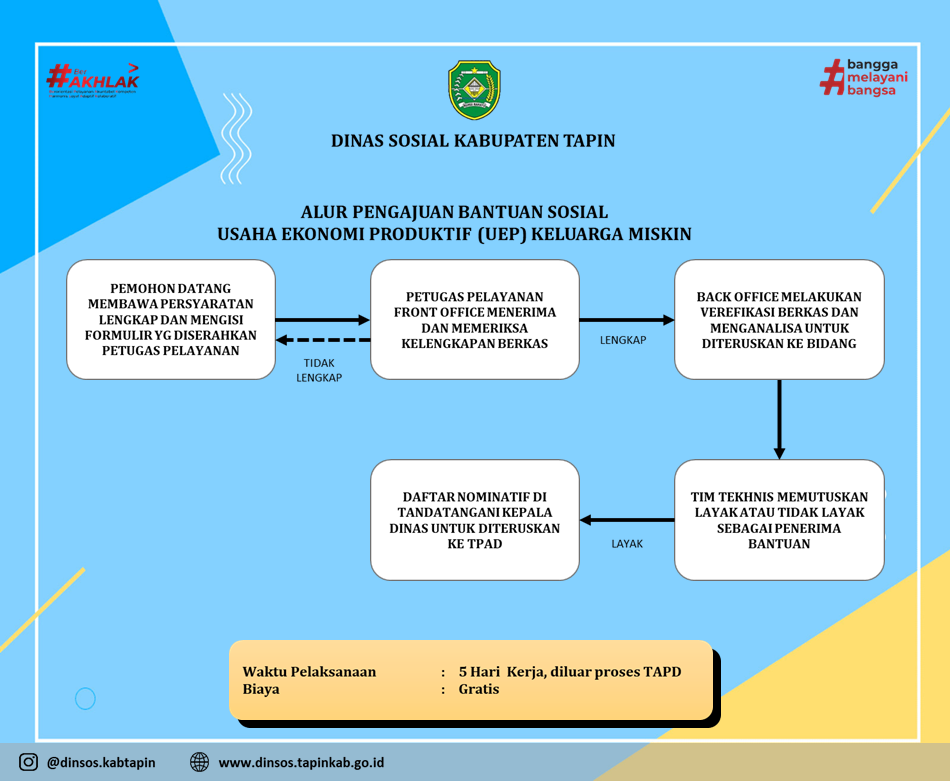 #AKHLAK
bangga
#melayani
bangsa
DINAS SOSIAL KABUPATEN TAPIN
ALUR PENGAJUAN BANTUAN SOSIAL
USAHA EKONOMI PRODUKTIF (UEP) KELUARGA MISKIN
PEMOHON DATANG
MEMBAWA PERSYARATAN
LENGKAP DAN MENGISI
FORMULIR YG DISERAHKAN
PETUGAS PELAYANAN
TIDAK
LENGKAP
PETUGAS PELAYANAN
FRONT OFFICE MENERIMA
DAN MEMERIKSA
KELENGKAPAN BERKAS
LENGKAP
BACK OFFICE MELAKUKAN
VEREFIKASI BERKAS DAN
MENGANALISA UNTUK
DITERUSKAN KE BIDANG
TIM TEKHNIS MEMUTUSKAN
LAYAK ATAU TIDAK LAYAK
SEBAGAI PENERIMA
BANTUAN
LAYAK
DAFTAR NOMINATIF DI
TANDATANGANI KEPALA
DINAS UNTUK DITERUSKAN
KE TPAD
Waktu Pelaksanaan : 5 Hari Kerja, diluar proses TAPD
Biaya : Gratis
@dinsos.kabtapin
www.dinsos.tapinkab.go.id